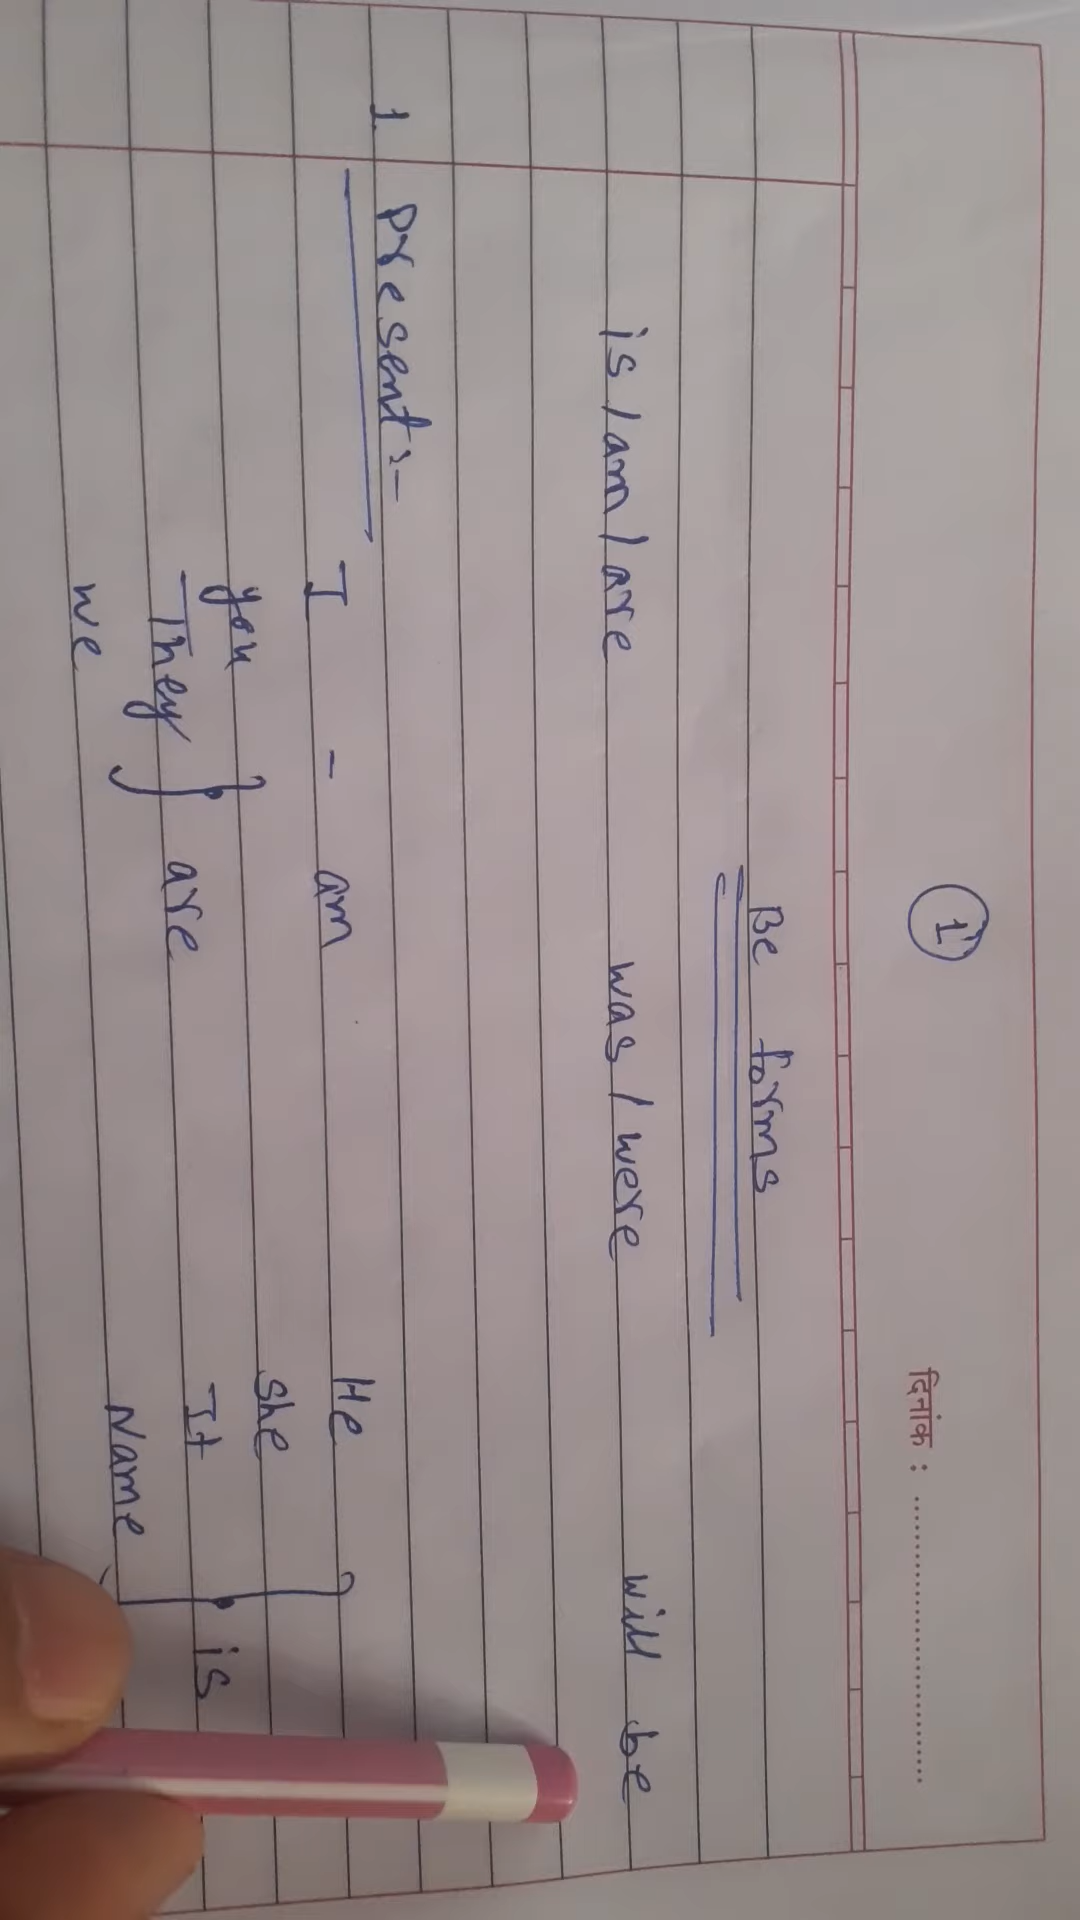 1
दिनांक : ........................
Be forms
is/am/are was/were will be
1. Present:-
I - am He
you She
They } are It } is
we Name